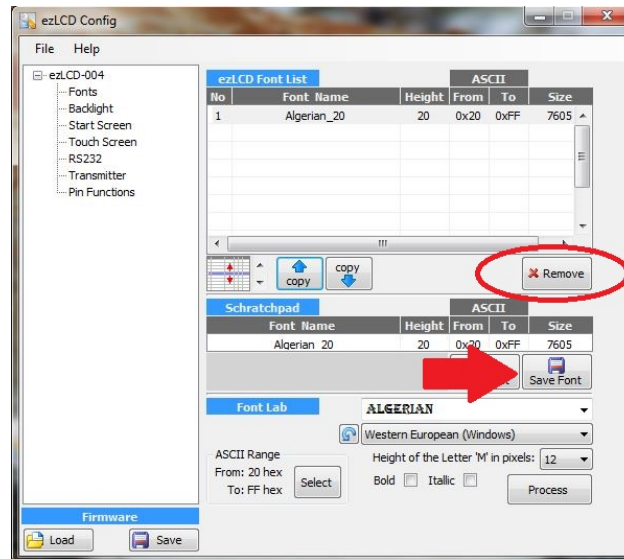 ezLCD Config
File Help
ezLCD-004
Fonts
Backlight
Start Screen
Touch Screen
RS232
Transmitter
Pin Functions
ezLCD Font List ASCII
No Font Name Height From To Size
1 Algerian_20 20 0x20 0xFF 7605
copy copy Remove
Schratchpad ASCII
Font Name Height From To Size
Algerian 20 20 0x20 0xFF 7605
Save Font
Font Lab ALGERIAN
Western European (Windows)
ASCII Range
From: 20 hex
To: FF hex
Select
Height of the Letter 'M' in pixels: 12
Bold Itallic
Process
Firmware
Load Save